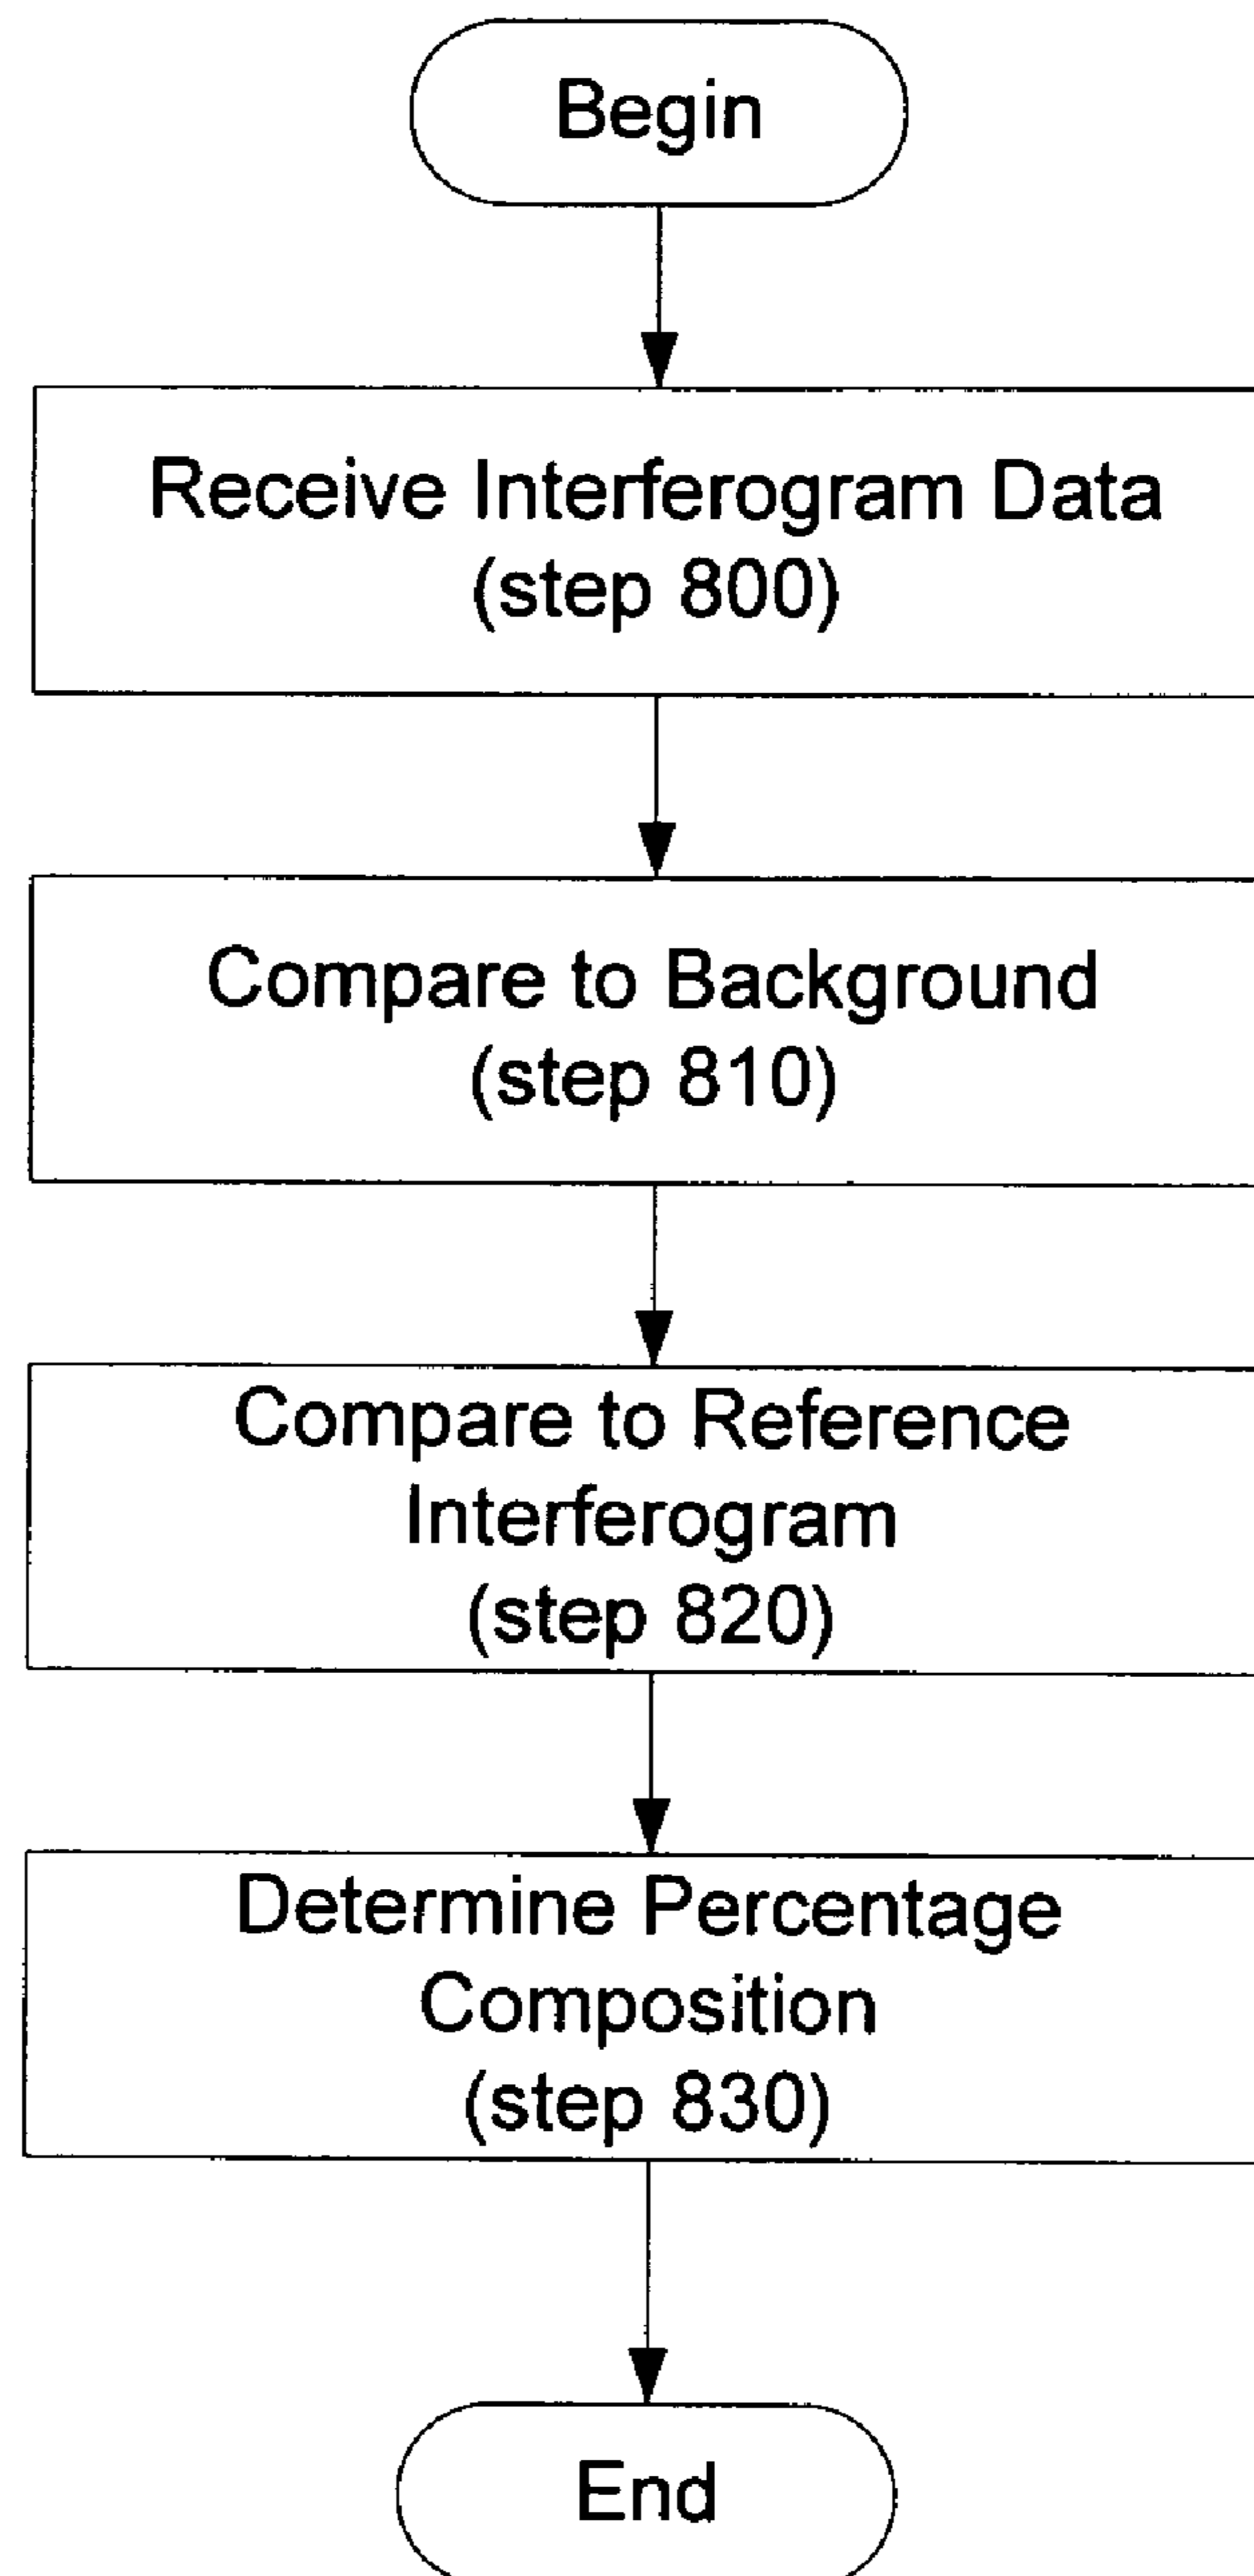 Begin
Receive Interferogram Data
(step 800)
Compare to Background
(step 810)
Compare to Reference
Interferogram
(step 820)
Determine Percentage
Composition
(step 830)
End